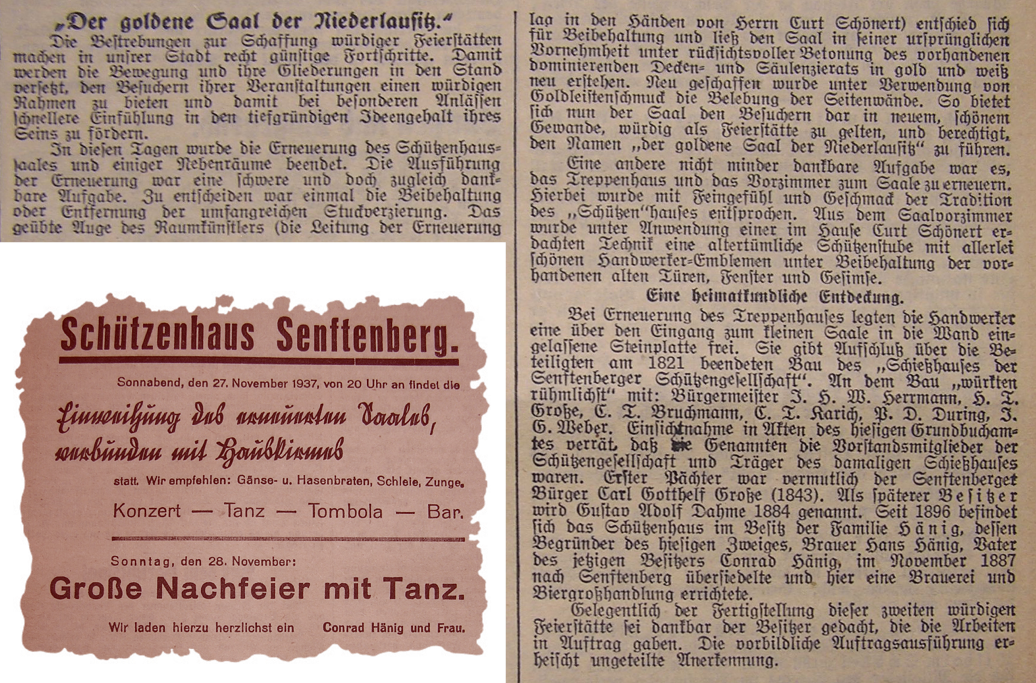 „Der goldene Saal der Niederlausitz.“
Die Bestrebungen zur Schaffung würdiger Feierstätten
machen in unsrer Stadt recht günstige Fortschritte. Damit
werden die Bewegung und ihre Gliederungen in den Stand
versetzt, den Besuchern ihrer Veranstaltungen einen würdigen
Rahmen zu bieten und damit bei besonderen Anlässen
schnellere Einfühlung in den tiefgründigen Ideengehalt ihres
Seins zu fördern.
In diesen Tagen wurde die Erneuerung des Schützenhaus-
saales und einiger Nebenräume beendet. Die Ausführung
der Erneuerung war eine schwere und doch zugleich dank-
bare Aufgabe. Zu entscheiden war einmal die Beibehaltung
oder Entfernung der umfangreichen Stuckverzierung. Das
geübte Auge des Raumkünstlers (die Leitung der Erneuerung
lag in den Händen von Herrn Curt Schönert) entschied sich
für Beibehaltung und ließ den Saal in seiner ursprünglichen
Vornehmheit unter rücksichtsvoller Betonung des vorhandenen
dominierenden Decken- und Säulenzierats in gold und weiß
neu erstehen. Neu geschaffen wurde unter Verwendung von
Goldleistenschmuck die Belebung der Seitenwände. So bietet
sich nun der Saal den Besuchern dar in neuem, schönem
Gewande, würdig als Feierstätte zu gelten, und berechtigt,
den Namen „der goldene Saal der Niederlausitz“ zu führen.
Eine andere nicht minder dankbare Aufgabe war es,
das Treppenhaus und das Vorzimmer zum Saale zu erneuern.
Hierbei wurde mit Feingefühl und Geschmack der Tradition
des „Schützen“hauses entsprochen. Aus dem Saalvorzimmer
wurde unter Anwendung einer im Hause Curt Schönert er-
dachten Technik eine altertümliche Schützenstube mit allerlei
schönen Handwerker-Emblemen unter Beibehaltung der vor-
handenen alten Türen, Fenster und Gesimse.
Eine heimatkundliche Entdeckung.
Bei Erneuerung des Treppenhauses legten die Handwerker
eine über den Eingang zum kleinen Saale in die Wand ein-
gelassene Steinplatte frei. Sie gibt Aufschluß über die Be-
teiligten am 1821 beendeten Bau des „Schießhauses der
Senftenberger Schützengesellschaft“. An dem Bau „würkten
rühmlichst“ mit: Bürgermeister J. H. W. Herrmann, H. T.
Große, C. T. Bruchmann, C. T. Karich, P. D. During, J.
G. Weber. Einsichtnahme in Akten des hiesigen Grundbucham-
tes verrät, daß die Genannten die Vorstandsmitglieder der
Schützengesellschaft und Träger des damaligen Schießhauses
waren. Erster Pächter war vermutlich der Senftenberger
Bürger Carl Gotthelf Große (1843). Als späterer Besitzer
wird Gustav Adolf Dahme 1884 genannt. Seit 1896 befindet
sich das Schützenhaus im Besitz der Familie Hänig, dessen
Begründer des hiesigen Zweiges, Brauer Hans Hänig, Vater
des jetzigen Besitzers Conrad Hänig, im November 1887
nach Senftenberg übersiedelte und hier eine Brauerei und
Biergroßhandlung errichtete.
Gelegentlich der Fertigstellung dieser zweiten würdigen
Feierstätte sei dankbar der Besitzer gedacht, die die Arbeiten
in Auftrag gaben. Die vorbildliche Auftragsausführung er-
heischt ungeteilte Anerkennung.
Schützenhaus Senftenberg.
Sonnabend, den 27. November 1937, von 20 Uhr an findet die
Einweihung des erneuerten Saales,
verbunden mit Hauskirmes
statt. Wir empfehlen: Gänse- u. Hasenbraten, Schleie, Zunge.
Konzert — Tanz — Tombola — Bar.
Sonntag, den 28. November:
Große Nachfeier mit Tanz.
Wir laden hierzu herzlichst ein Conrad Hänig und Frau.